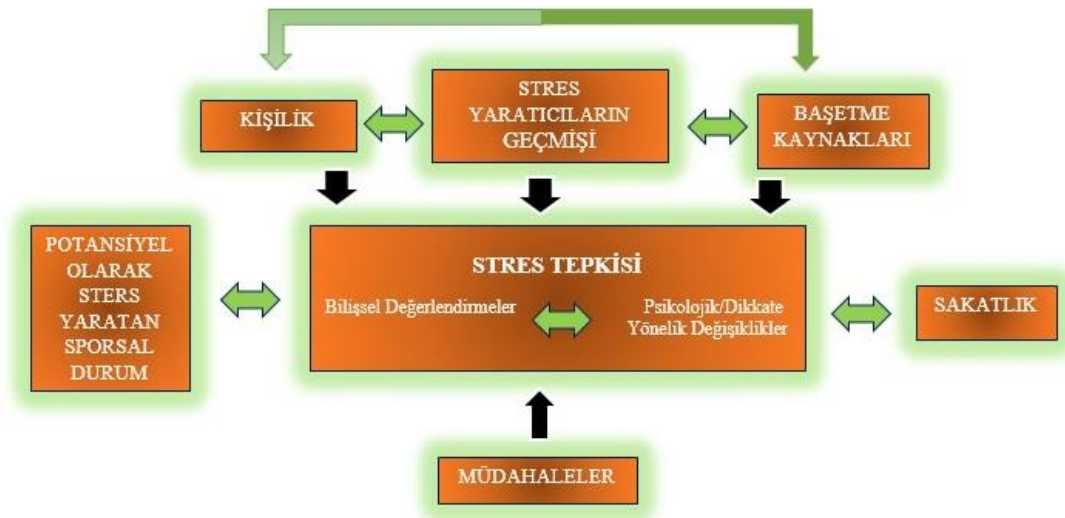 KİŞİLİK
STRES
YARATICILARIN
GEÇMİŞİ
BAŞETME
KAYNAKLARI
POTANSİYEL
OLARAK
STERS
YARATAN
SPORSAL
DURUM
STRES TEPKİSİ
Bilişsel Değerlendirmeler
Psikolojik/Dikkate
Yönelik Değişiklikler
SAKATLIK
MÜDAHALELER